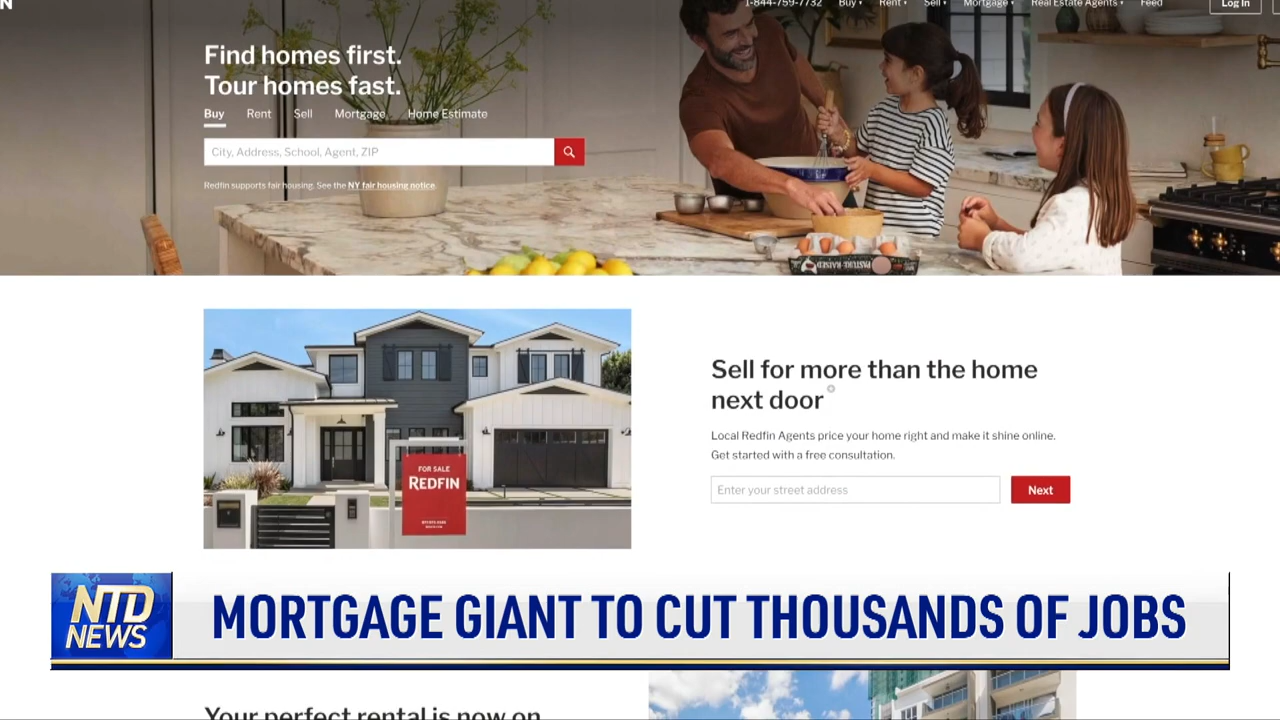 N
1-844-759-7732 Buy Rent Sell Mortgage Real Estate Agents Feed Log In
Find homes first.
Tour homes fast.
Buy Rent Sell Mortgage Home Estimate
City, Address, School, Agent, ZIP
Redfin supports fair housing. See the NY fair housing notice.
PASTURE-RAISED
Sell for more than the home
next door
Local Redfin Agents price your home right and make it shine online.
Get started with a free consultation.
Enter your street address Next
FOR SALE
REDFIN
NTD
NEWS
MORTGAGE GIANT TO CUT THOUSANDS OF JOBS
Your perfect rental is now on